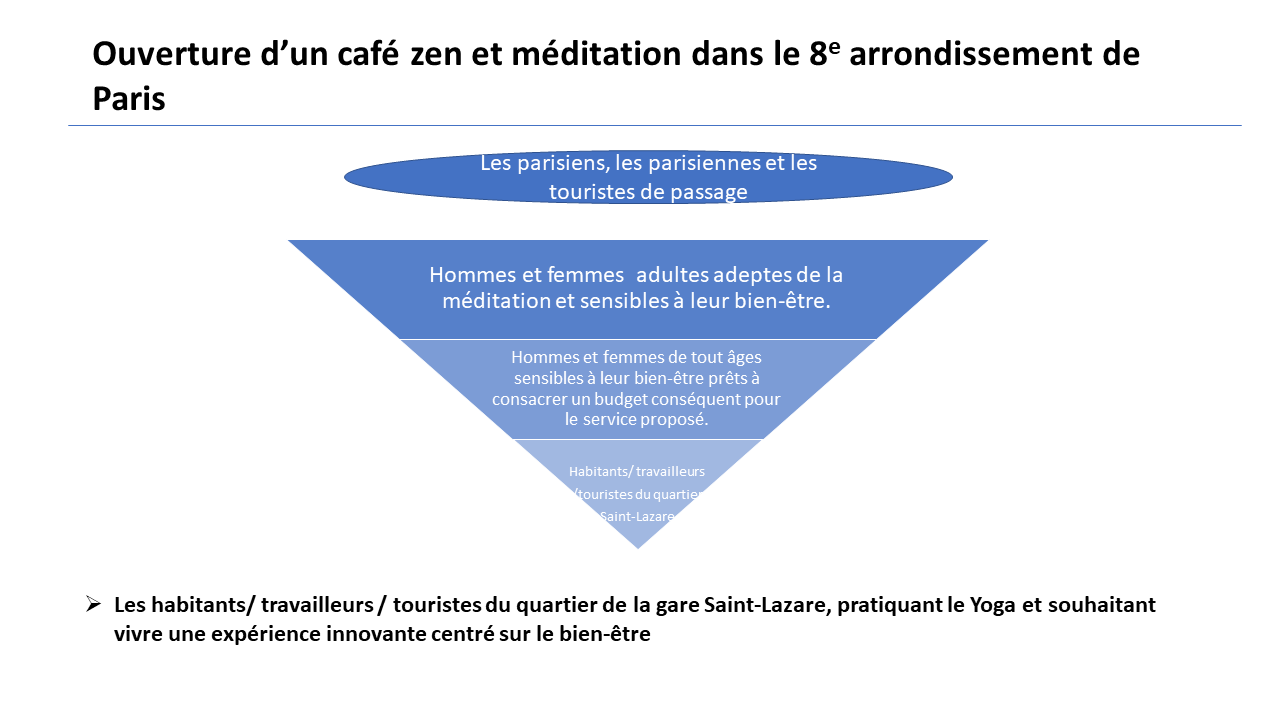 Ouverture d’un café zen et méditation dans le 8e arrondissement de
Paris
Les parisiens, les parisiennes et les
touristes de passage
Hommes et femmes  adultes adeptes de la
méditation et sensibles à leur bien-être.
Hommes et femmes de tout âges
sensibles à leur bien-être prêts à
consacrer un budget conséquent pour
le service proposé.
Habitants/ travailleurs
/touristes du quartier
Saint-Lazare
➢ Les habitants/ travailleurs / touristes du quartier de la gare Saint-Lazare, pratiquant le Yoga et souhaitant
vivre une expérience innovante centré sur le bien-être